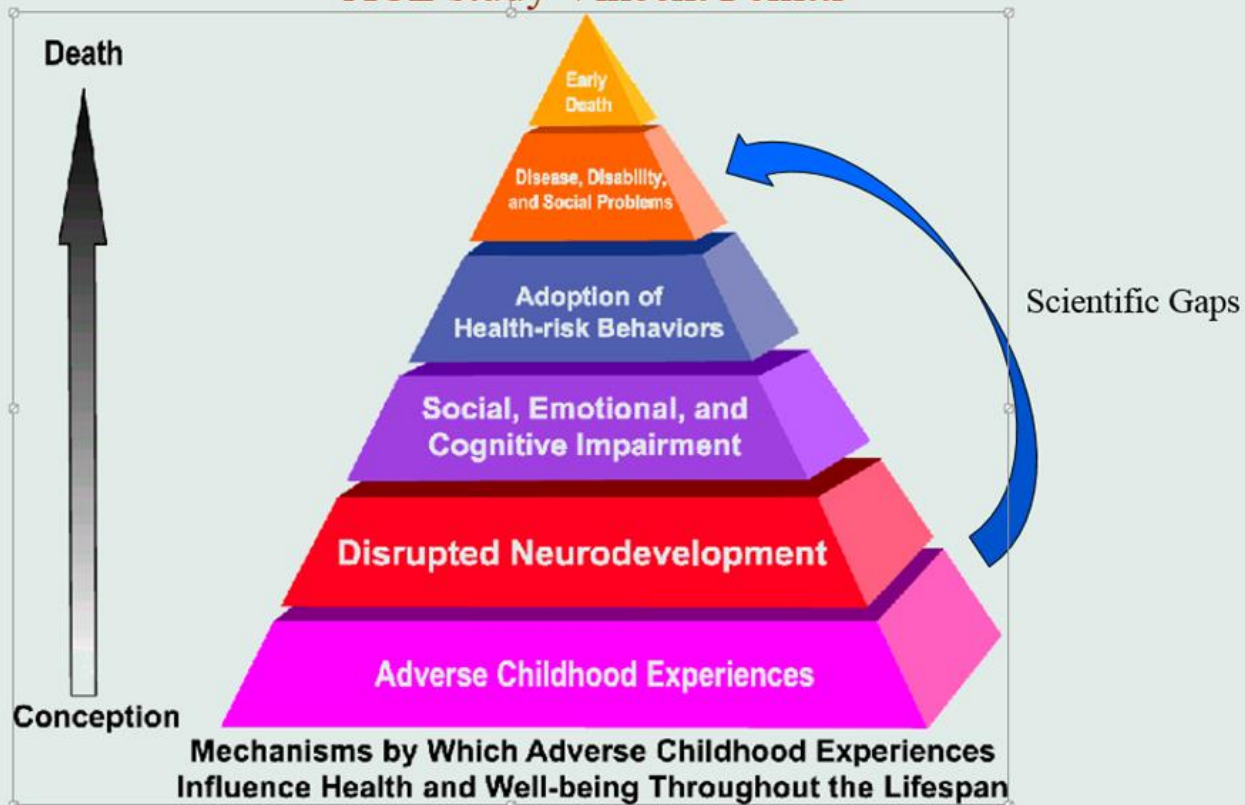 Death
Early
Death
Disease, Disability,
and Social Problems
Adoption of
Health-risk Behaviors
Scientific Gaps
Social, Emotional, and
Cognitive Impairment
Disrupted Neurodevelopment
Adverse Childhood Experiences
Conception
Mechanisms by Which Adverse Childhood Experiences
Influence Health and Well-being Throughout the Lifespan